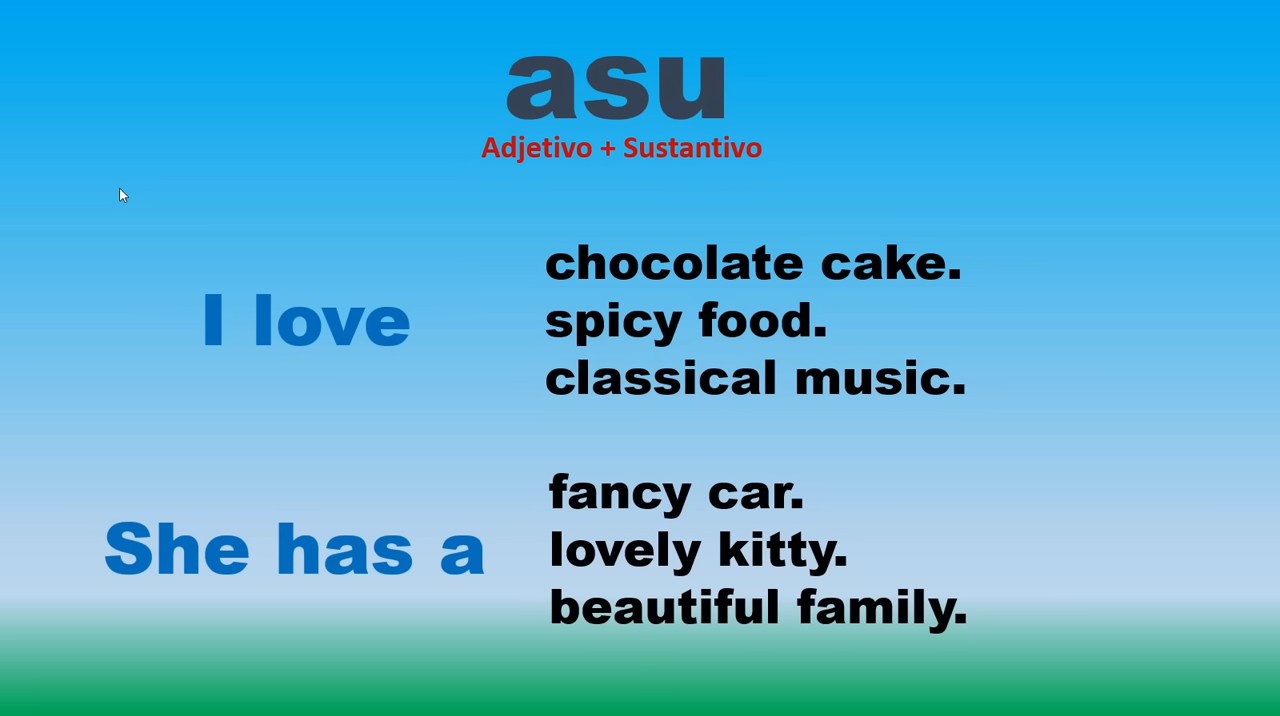 asu
Adjetivo + Sustantivo
I love
chocolate cake.
spicy food.
classical music.
She has a
fancy car.
lovely kitty.
beautiful family.